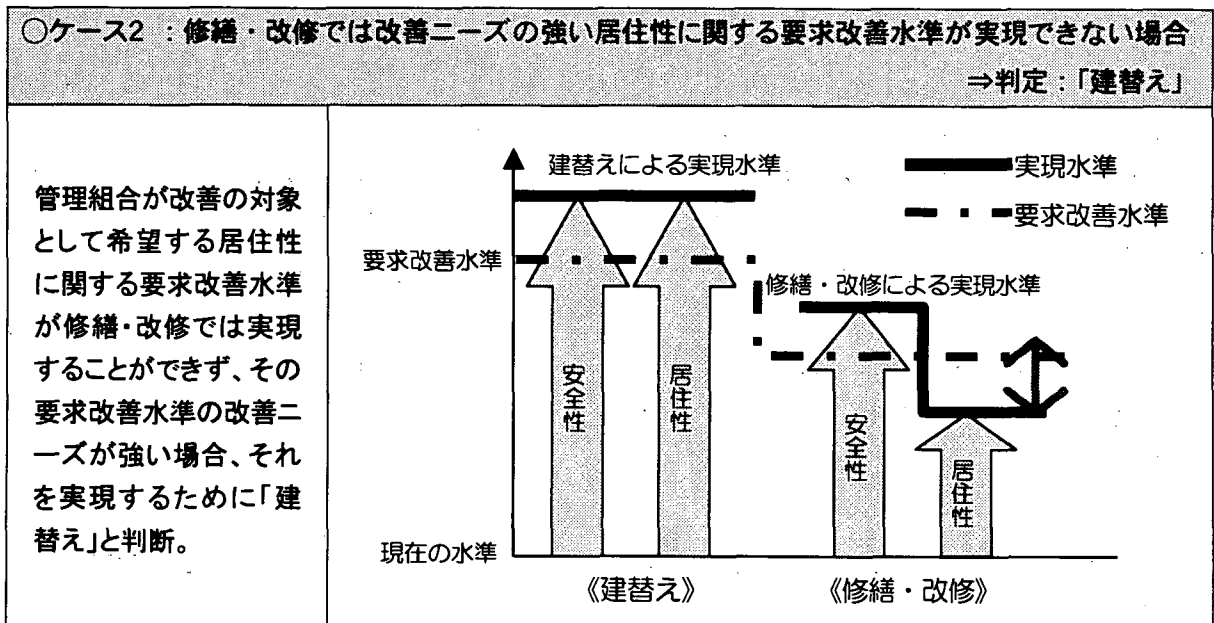 ○ケース2 :修繕・改修では改善ニーズの強い居住性に関する要求改善水準が実現できない場合
⇒判定:「建替え」
管理組合が改善の対象
として希望する居住性
に関する要求改善水準
が修繕・改修では実現
することができず、その
要求改善水準の改善ニ
ーズが強い場合、それ
を実現するために「建
替え」と判断。
建替えによる実現水準
実現水準
要求改善水準
要求改善水準
修繕・改修による実現水準
安全性
居住性
安全性
居住性
現在の水準
《建替え》
《修繕・改修》